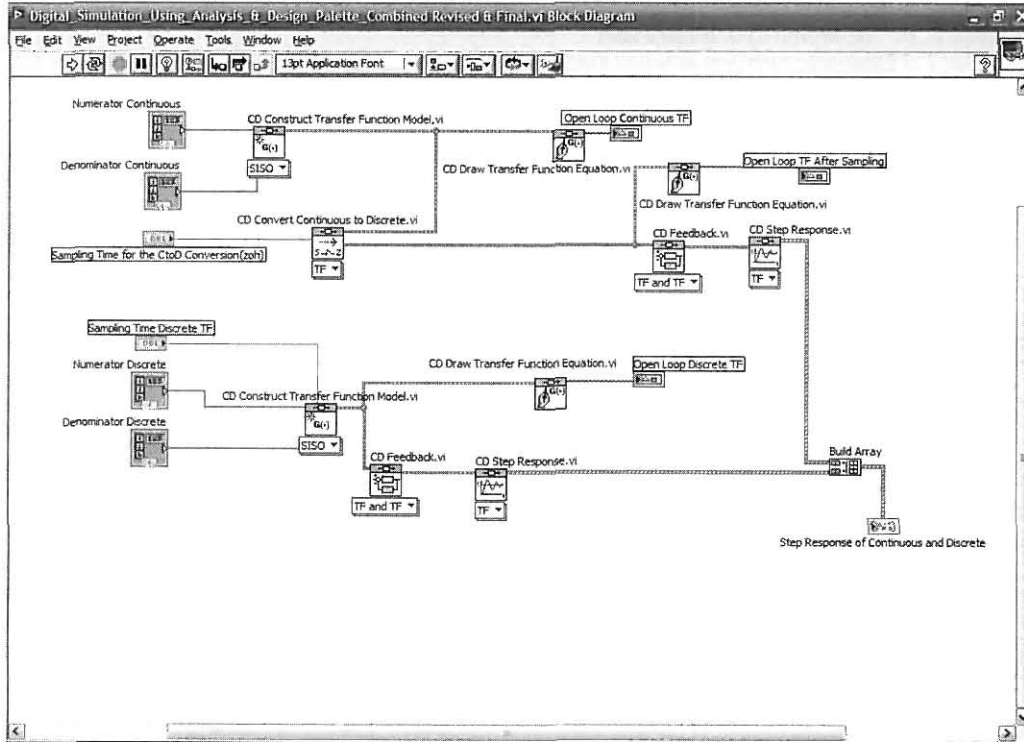 Digital_Simulation_Using_Analysis_&_Design_Palette_Combined Revised & Final.vi Block Diagram
File Edit View Project Operate Tools Window Help
13pt Application Font
Numerator Continuous
CD Construct Transfer Function Model.vi
Open Loop Continuous TF
G(·)
SISO
Denominator Continuous
CD Draw Transfer Function Equation.vi
Open Loop TF After Sampling
CD Draw Transfer Function Equation.vi
CD Convert Continuous to Discrete.vi
CD Feedback.vi
CD Step Response.vi
DBL
Sampling Time for the CtoD Conversion(zoh)
TF
TF and TF
TF
Sampling Time Discrete TF
DBL
Numerator Discrete
CD Draw Transfer Function Equation.vi
Open Loop Discrete TF
CD Construct Transfer Function Model.vi
G(·)
Denominator Discrete
SISO
CD Feedback.vi
CD Step Response.vi
Build Array
TF and TF
TF
Step Response of Continuous and Discrete